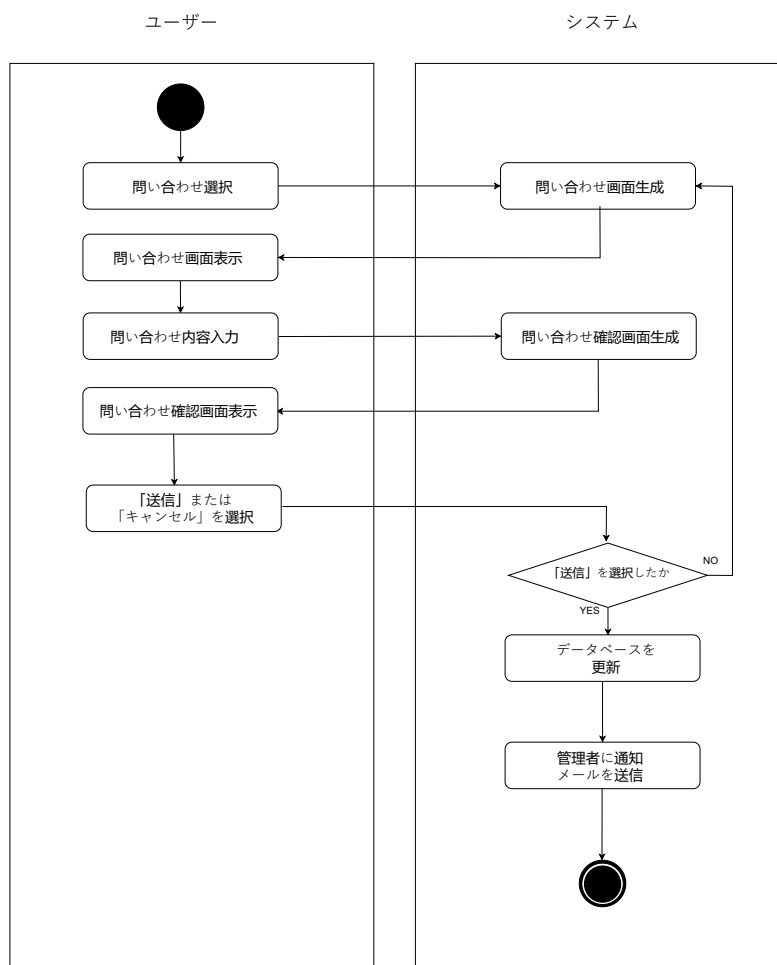 ユーザー
システム
問い合わせ選択
問い合わせ画面生成
問い合わせ画面表示
問い合わせ内容入力
問い合わせ確認画面生成
問い合わせ確認画面表示
「送信」または
「キャンセル」を選択
「送信」を選択したか
NO
YES
データベースを
更新
管理者に通知
メールを送信